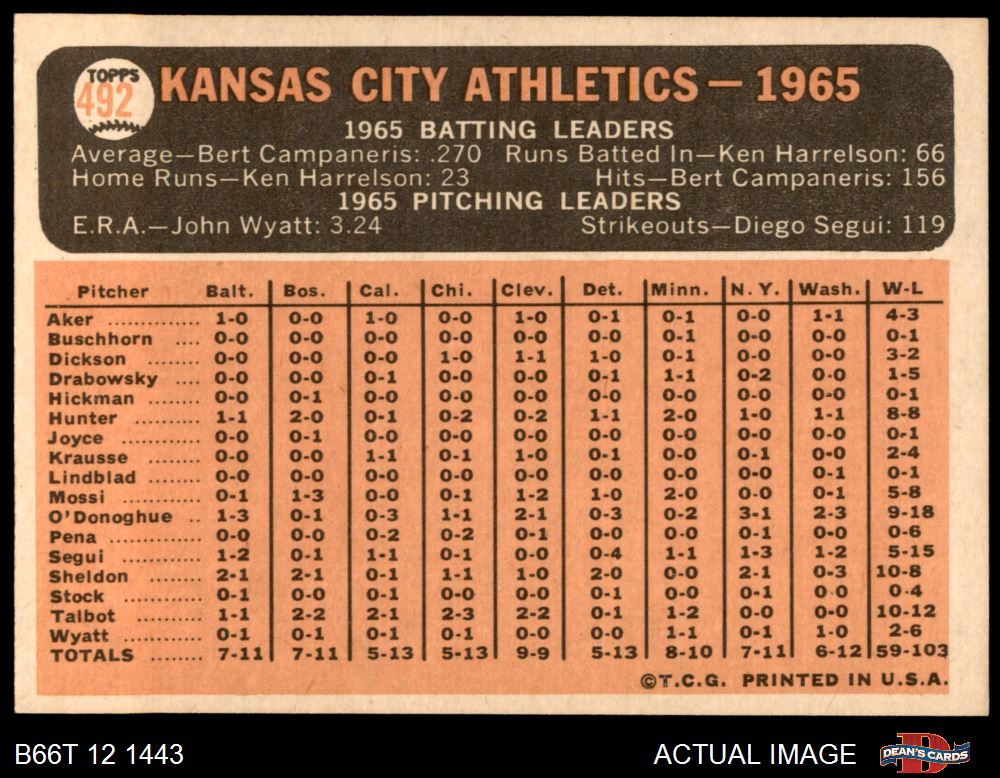 TOPPS
492
KANSAS CITY ATHLETICS — 1965
1965 BATTING LEADERS
Average—Bert Campaneris: .270 Runs Batted In—Ken Harrelson: 66
Home Runs—Ken Harrelson: 23 Hits—Bert Campaneris: 156
1965 PITCHING LEADERS
E.R.A.—John Wyatt: 3.24 Strikeouts—Diego Segui: 119
Pitcher Balt. Bos. Cal. Chi. Clev. Det. Minn. N.Y. Wash. W-L
Aker .............. 1-0 0-0 1-0 0-0 1-0 0-1 0-1 0-0 1-1 4-3
Buschhorn .... 0-0 0-0 0-0 0-0 0-0 0-0 0-1 0-0 0-0 0-1
Dickson ........ 0-0 0-0 0-0 1-0 1-1 1-0 0-1 0-0 0-0 3-2
Drabowsky .... 0-0 0-0 0-1 0-0 0-0 0-1 1-1 0-2 0-0 1-5
Hickman ........ 0-0 0-1 0-0 0-0 0-0 0-0 0-0 0-0 0-0 0-1
Hunter .......... 1-1 2-0 0-1 0-2 0-2 1-1 2-0 1-0 1-1 8-8
Joyce ............ 0-0 0-1 0-0 0-0 0-0 0-0 0-0 0-0 0-0 0-1
Krausse ........ 0-0 0-0 1-1 0-1 1-0 0-1 0-0 0-1 0-0 2-4
Lindblad ........ 0-0 0-0 0-0 0-0 0-0 0-0 0-0 0-0 0-1 0-1
Mossi ............ 0-1 1-3 0-0 0-1 1-2 1-0 2-0 0-0 0-1 5-8
O'Donoghue .. 1-3 0-1 0-3 1-1 2-1 0-3 0-2 3-1 2-3 9-18
Pena .............. 0-0 0-0 0-2 0-2 0-1 0-0 0-0 0-1 0-0 0-6
Segui ............ 1-2 0-1 1-1 0-1 0-0 0-4 1-1 1-3 1-2 5-15
Sheldon ........ 2-1 2-1 0-1 1-1 1-0 2-0 0-0 2-1 0-3 10-8
Stock ............ 0-1 0-0 0-1 0-0 0-0 0-1 0-0 0-1 0-0 0-4
Talbot ............ 1-1 2-2 2-1 2-3 2-2 0-1 1-2 0-0 0-0 10-12
Wyatt ............ 0-1 0-1 0-1 0-1 0-0 0-0 1-1 0-1 1-0 2-6
TOTALS ........ 7-11 7-11 5-13 5-13 9-9 5-13 8-10 7-11 6-12 59-103
©T.C.G. PRINTED IN U.S.A.
B66T 12 1443 ACTUAL IMAGE DEAN'S CARDS